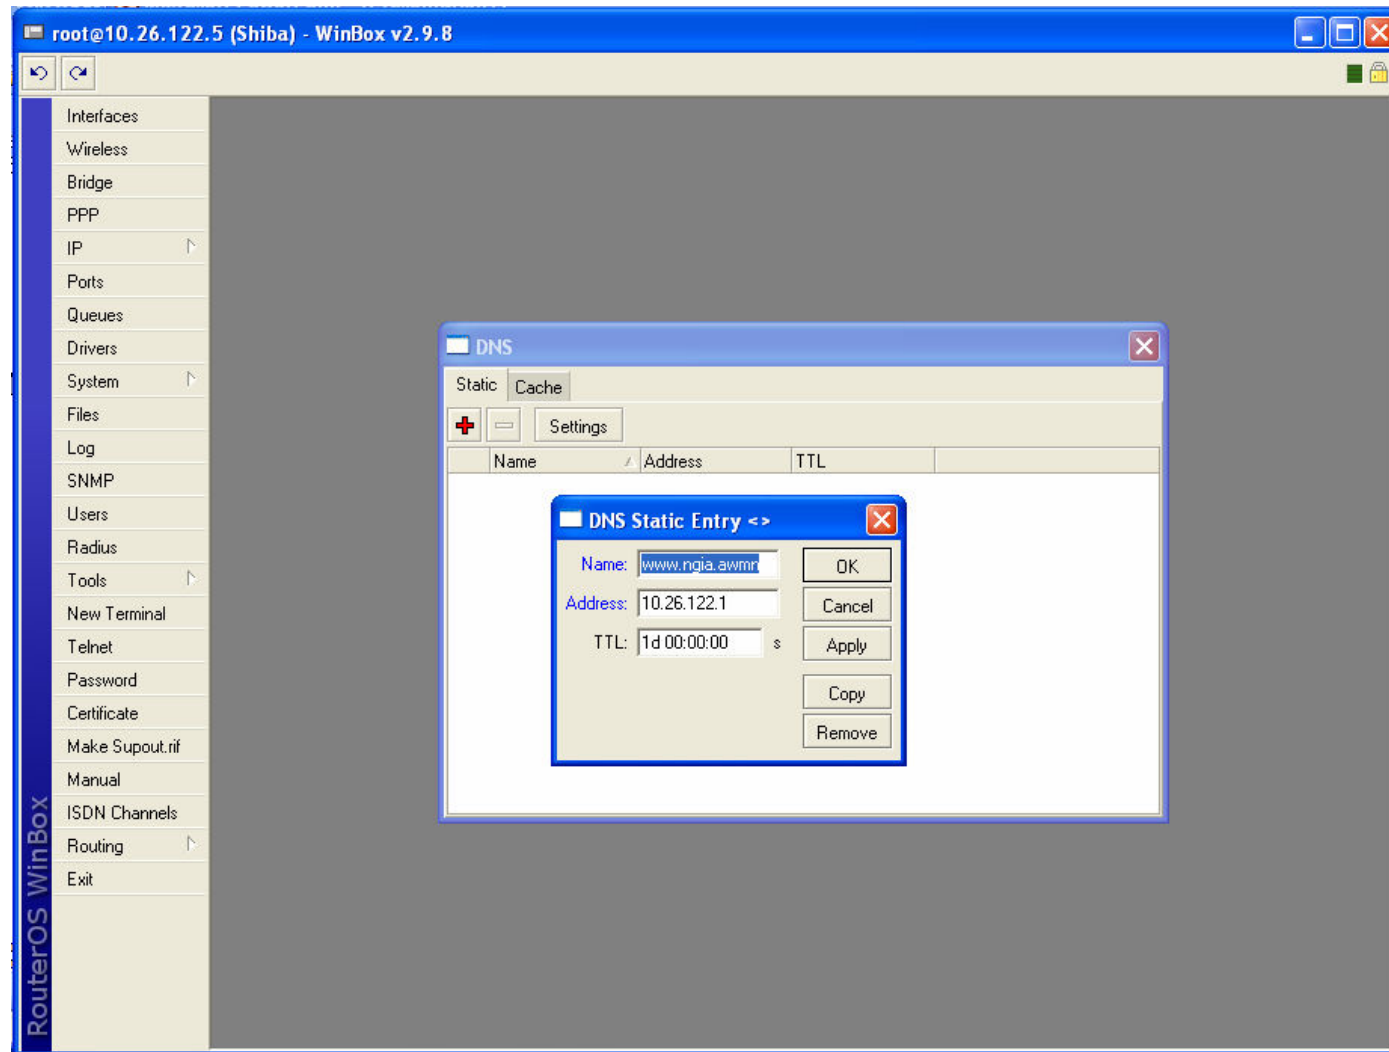 root@10.26.122.5 (Shiba) - WinBox v2.9.8
Interfaces
Wireless
Bridge
PPP
IP
Ports
Queues
Drivers
System
Files
Log
SNMP
Users
Radius
Tools
New Terminal
Telnet
Password
Certificate
Make Supout.rif
Manual
ISDN Channels
Routing
Exit
RouterOS WinBox
DNS
Static Cache
Settings
Name Address TTL
DNS Static Entry <>
Name: www.ngia.awmn OK
Address: 10.26.122.1 Cancel
TTL: 1d 00:00:00 s Apply
Copy
Remove